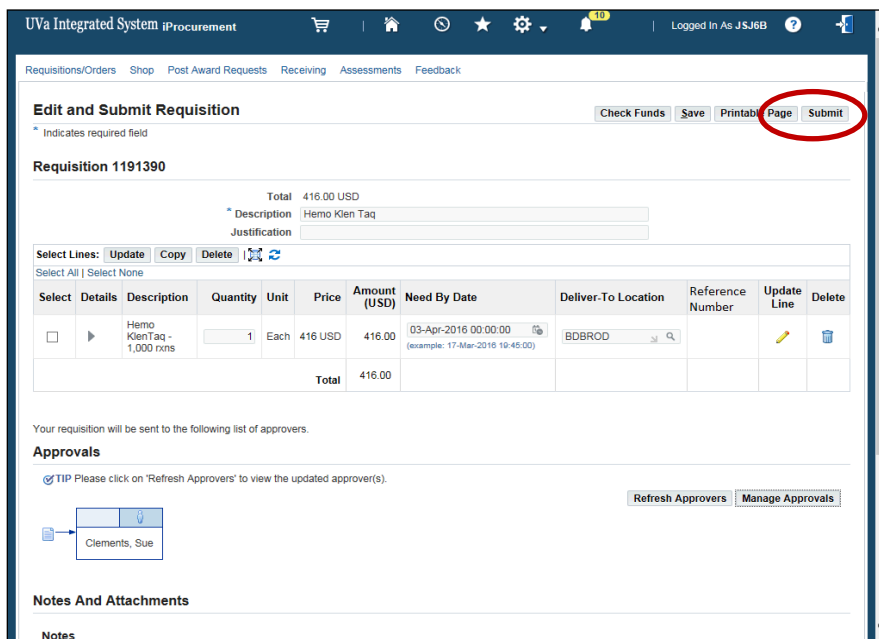 UVa Integrated System iProcurement
10
Logged In As JSJ6B ?
Requisitions/Orders Shop Post Award Requests Receiving Assessments Feedback
Edit and Submit Requisition
Check Funds Save Printable Page Submit
* Indicates required field
Requisition 1191390
Total 416.00 USD
* Description Hemo Klen Taq
Justification
Select Lines: Update Copy Delete |
Select All | Select None
Select Details Description Quantity Unit Price Amount (USD) Need By Date Deliver-To Location Reference Number Update Line Delete
Hemo KlenTaq - 1,000 rxns 1 Each 416 USD 416.00 03-Apr-2016 00:00:00 BDBROD
(example: 17-Mar-2016 19:45:00)
Total 416.00
Your requisition will be sent to the following list of approvers.
Approvals
TIP Please click on 'Refresh Approvers' to view the updated approver(s).
Refresh Approvers Manage Approvals
Clements, Sue
Notes And Attachments
Notes